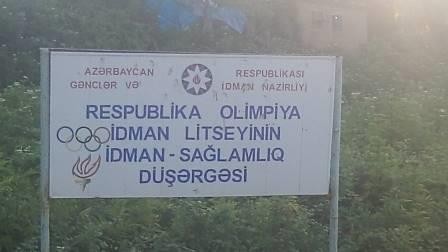 AZƏRBAYCAN RESPUBLİKASI
GƏNCLƏR VƏ İDMAN NAZİRLİYİ
RESPUBLİKA OLİMPİYA
İDMAN LİTSEYİNİN
İDMAN - SAĞLAMLIQ
DÜŞƏRGƏSİ